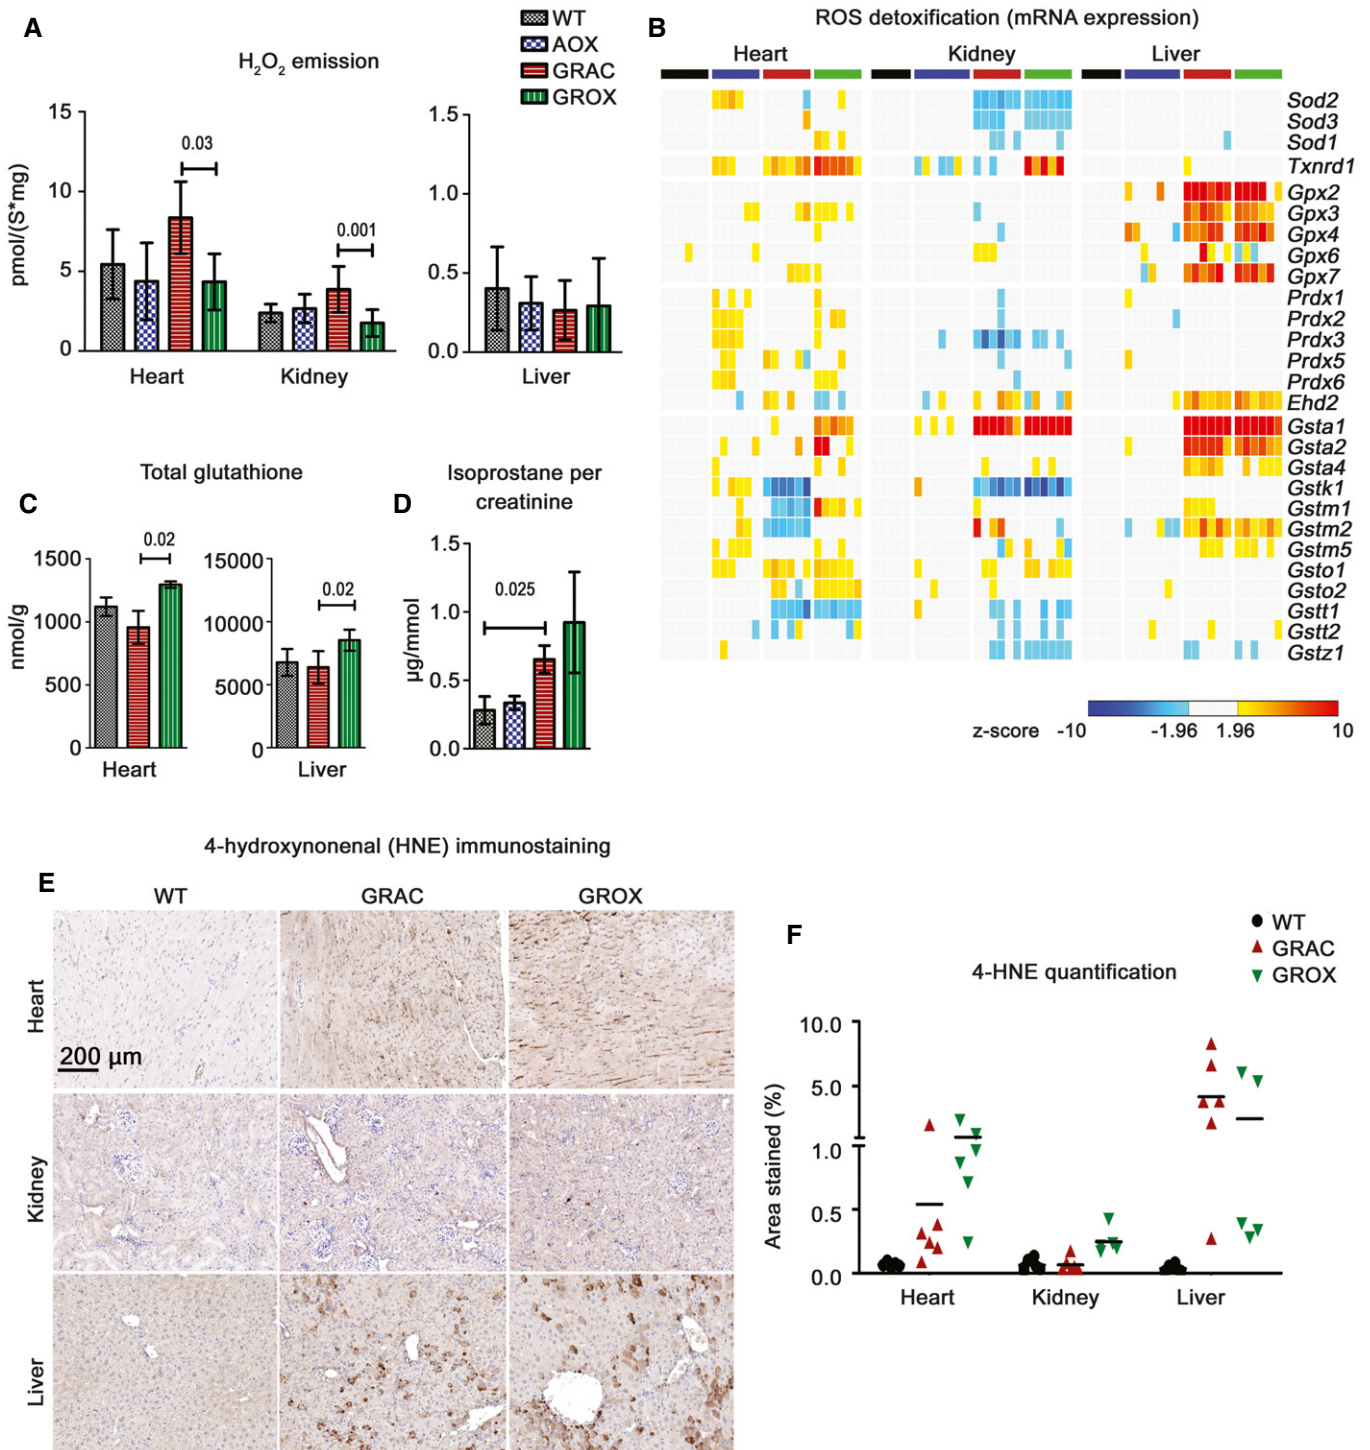 A
H₂O₂ emission
WT
AOX
GRAC
GROX
pmol/(S*mg)
15
10
5
0
0.03
0.001
Heart
Kidney
1.5
1.0
0.5
0.0
Liver
B
ROS detoxification (mRNA expression)
Heart
Kidney
Liver
Sod2
Sod3
Sod1
Txnrd1
Gpx2
Gpx3
Gpx4
Gpx6
Gpx7
Prdx1
Prdx2
Prdx3
Prdx5
Prdx6
Ehd2
Gsta1
Gsta2
Gsta4
Gstk1
Gstm1
Gstm2
Gstm5
Gsto1
Gsto2
Gstt1
Gstt2
Gstz1
z-score
-10
-1.96
1.96
10
C
Total glutathione
nmol/g
1500
1000
500
0
0.02
Heart
15000
10000
5000
0
0.02
Liver
D
Isoprostane per
creatinine
µg/mmol
1.5
1.0
0.5
0.0
0.025
4-hydroxynonenal (HNE) immunostaining
E
WT
GRAC
GROX
Heart
200 µm
Kidney
Liver
F
WT
GRAC
GROX
4-HNE quantification
Area stained (%)
10.0
5.0
1.0
0.5
0.0
Heart
Kidney
Liver